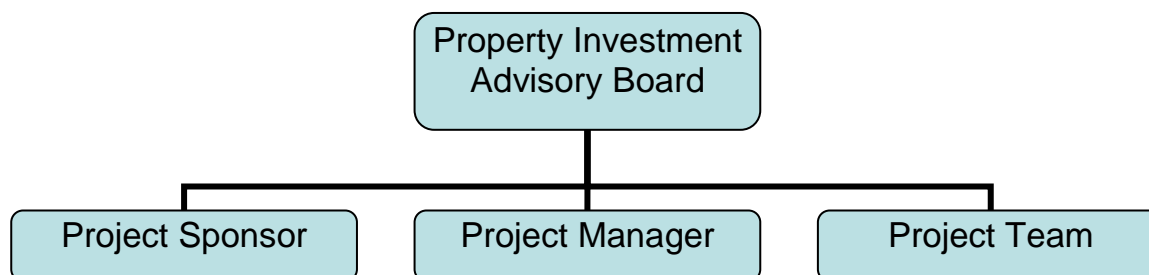 Property Investment
Advisory Board
Project Sponsor
Project Manager
Project Team